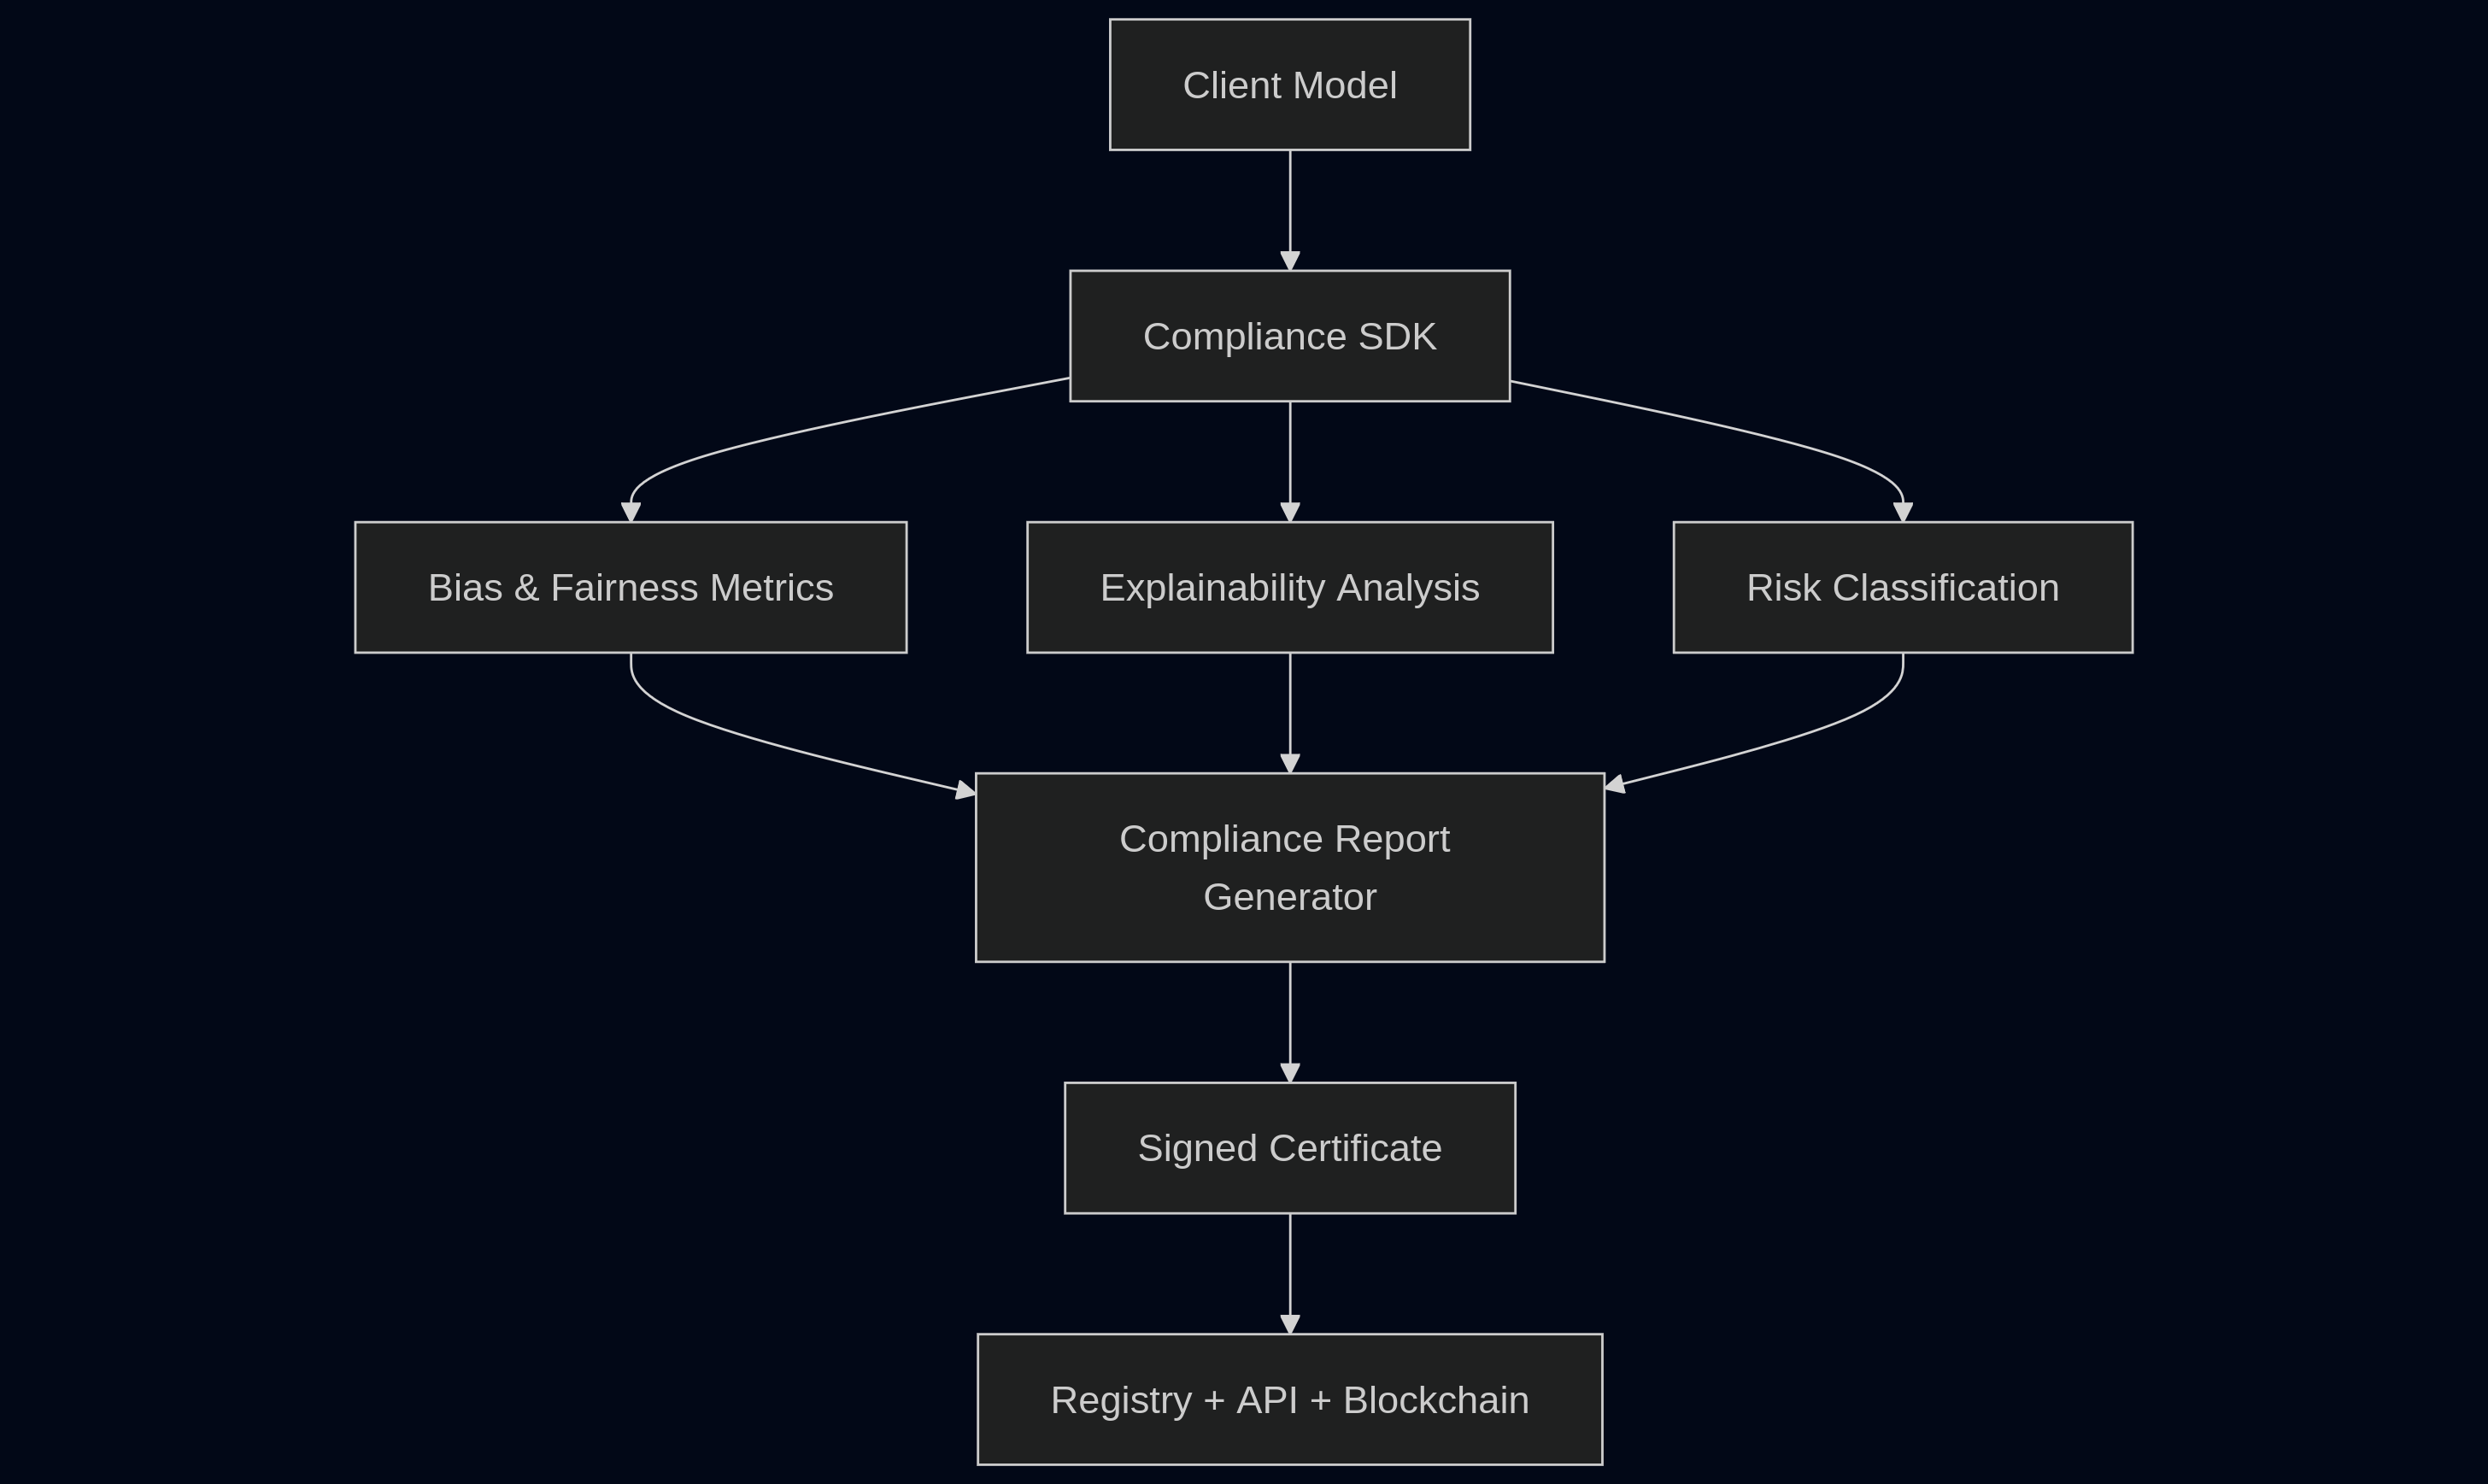 Client Model
Compliance SDK
Bias & Fairness Metrics
Explainability Analysis
Risk Classification
Compliance Report
Generator
Signed Certificate
Registry + API + Blockchain